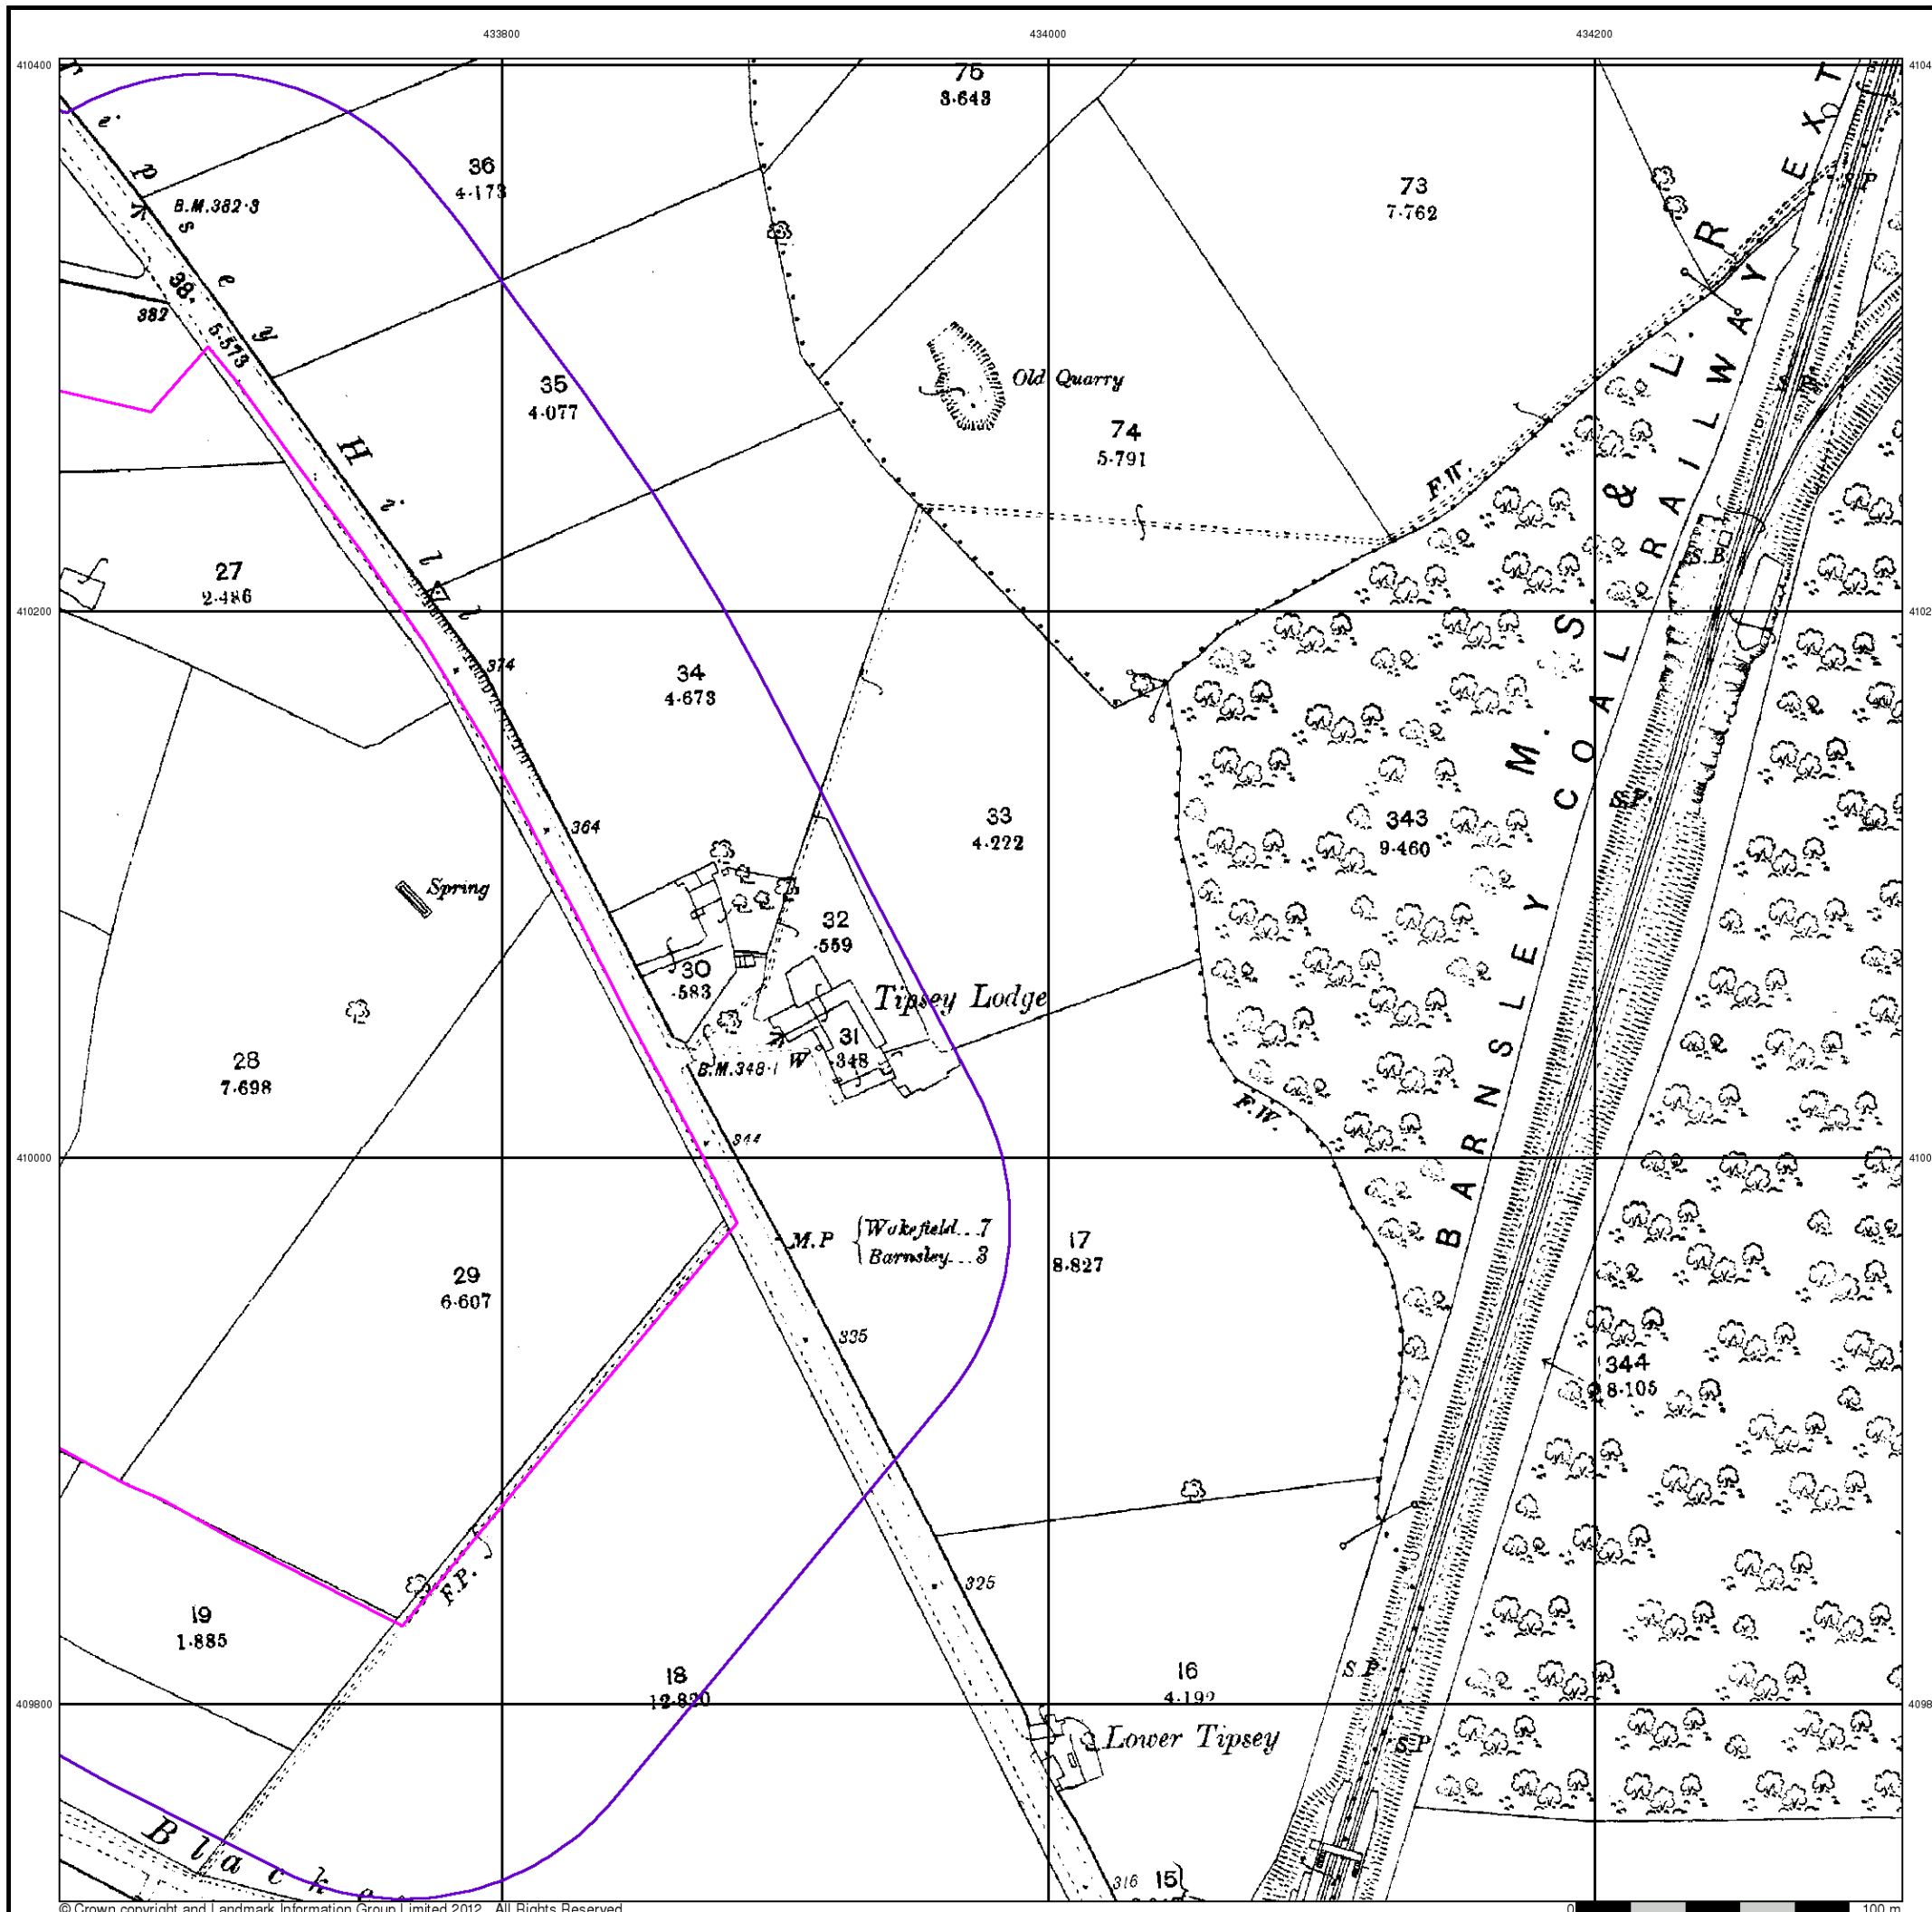 433800 434000 434200
410400
75
3·643
36
4·173
73
7·762
Tipsey Hill
B.M.382·3
38
5·573
382
35
4·077
Old Quarry
74
5·791
F.W.
M. S. & L. R.
BARNSLEY COAL RAILWAY EXT
S.B
27
2·486
410200
374
34
4·673
364
33
4·222
343
9·460
Spring
32
·559
30
·583
Tipsey Lodge
31
·348
B.M.348·1
W
28
7·698
F.W.
410000
344
M.P
Wakefield...7
Barnsley...3
17
8·827
29
6·607
335
344
8·105
325
F.P.
19
1·885
18
12·820
16
4·192
S.P
409800
Lower Tipsey
S.P
316
15
© Crown copyright and Landmark Information Group Limited 2012. All Rights Reserved.
0 100 m